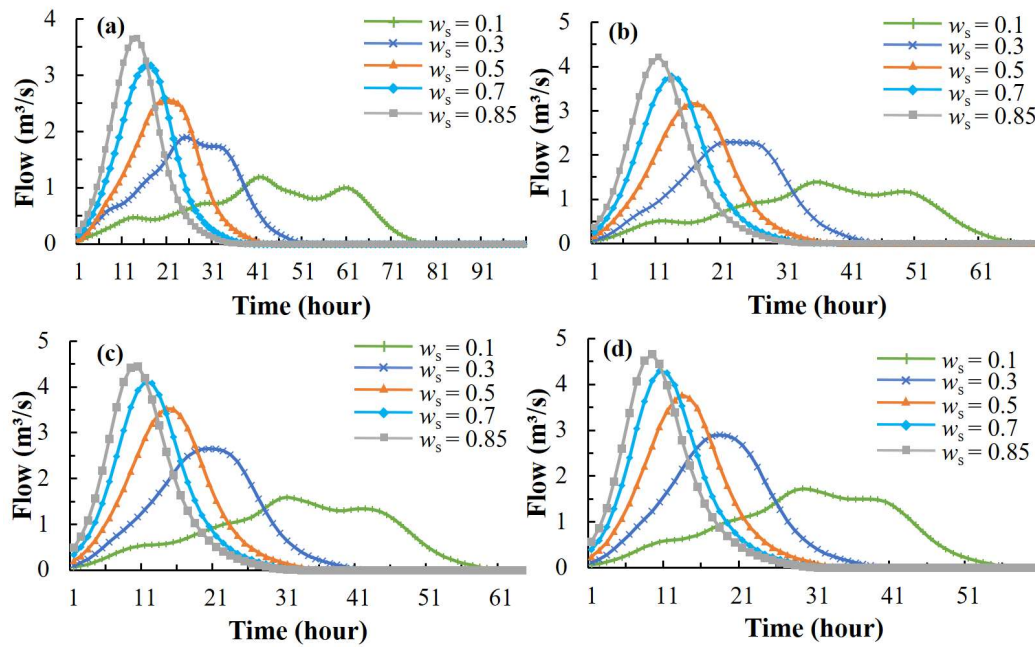 (a)
Flow (m³/s)
4
3
2
1
0
wₛ = 0.1
wₛ = 0.3
wₛ = 0.5
wₛ = 0.7
wₛ = 0.85
1 11 21 31 41 51 61 71 81 91
Time (hour)
(b)
Flow (m³/s)
5
4
3
2
1
0
wₛ = 0.1
wₛ = 0.3
wₛ = 0.5
wₛ = 0.7
wₛ = 0.85
1 11 21 31 41 51 61
Time (hour)
(c)
Flow (m³/s)
5
4
3
2
1
0
wₛ = 0.1
wₛ = 0.3
wₛ = 0.5
wₛ = 0.7
wₛ = 0.85
1 11 21 31 41 51 61
Time (hour)
(d)
Flow (m³/s)
5
4
3
2
1
0
wₛ = 0.1
wₛ = 0.3
wₛ = 0.5
wₛ = 0.7
wₛ = 0.85
1 11 21 31 41 51
Time (hour)